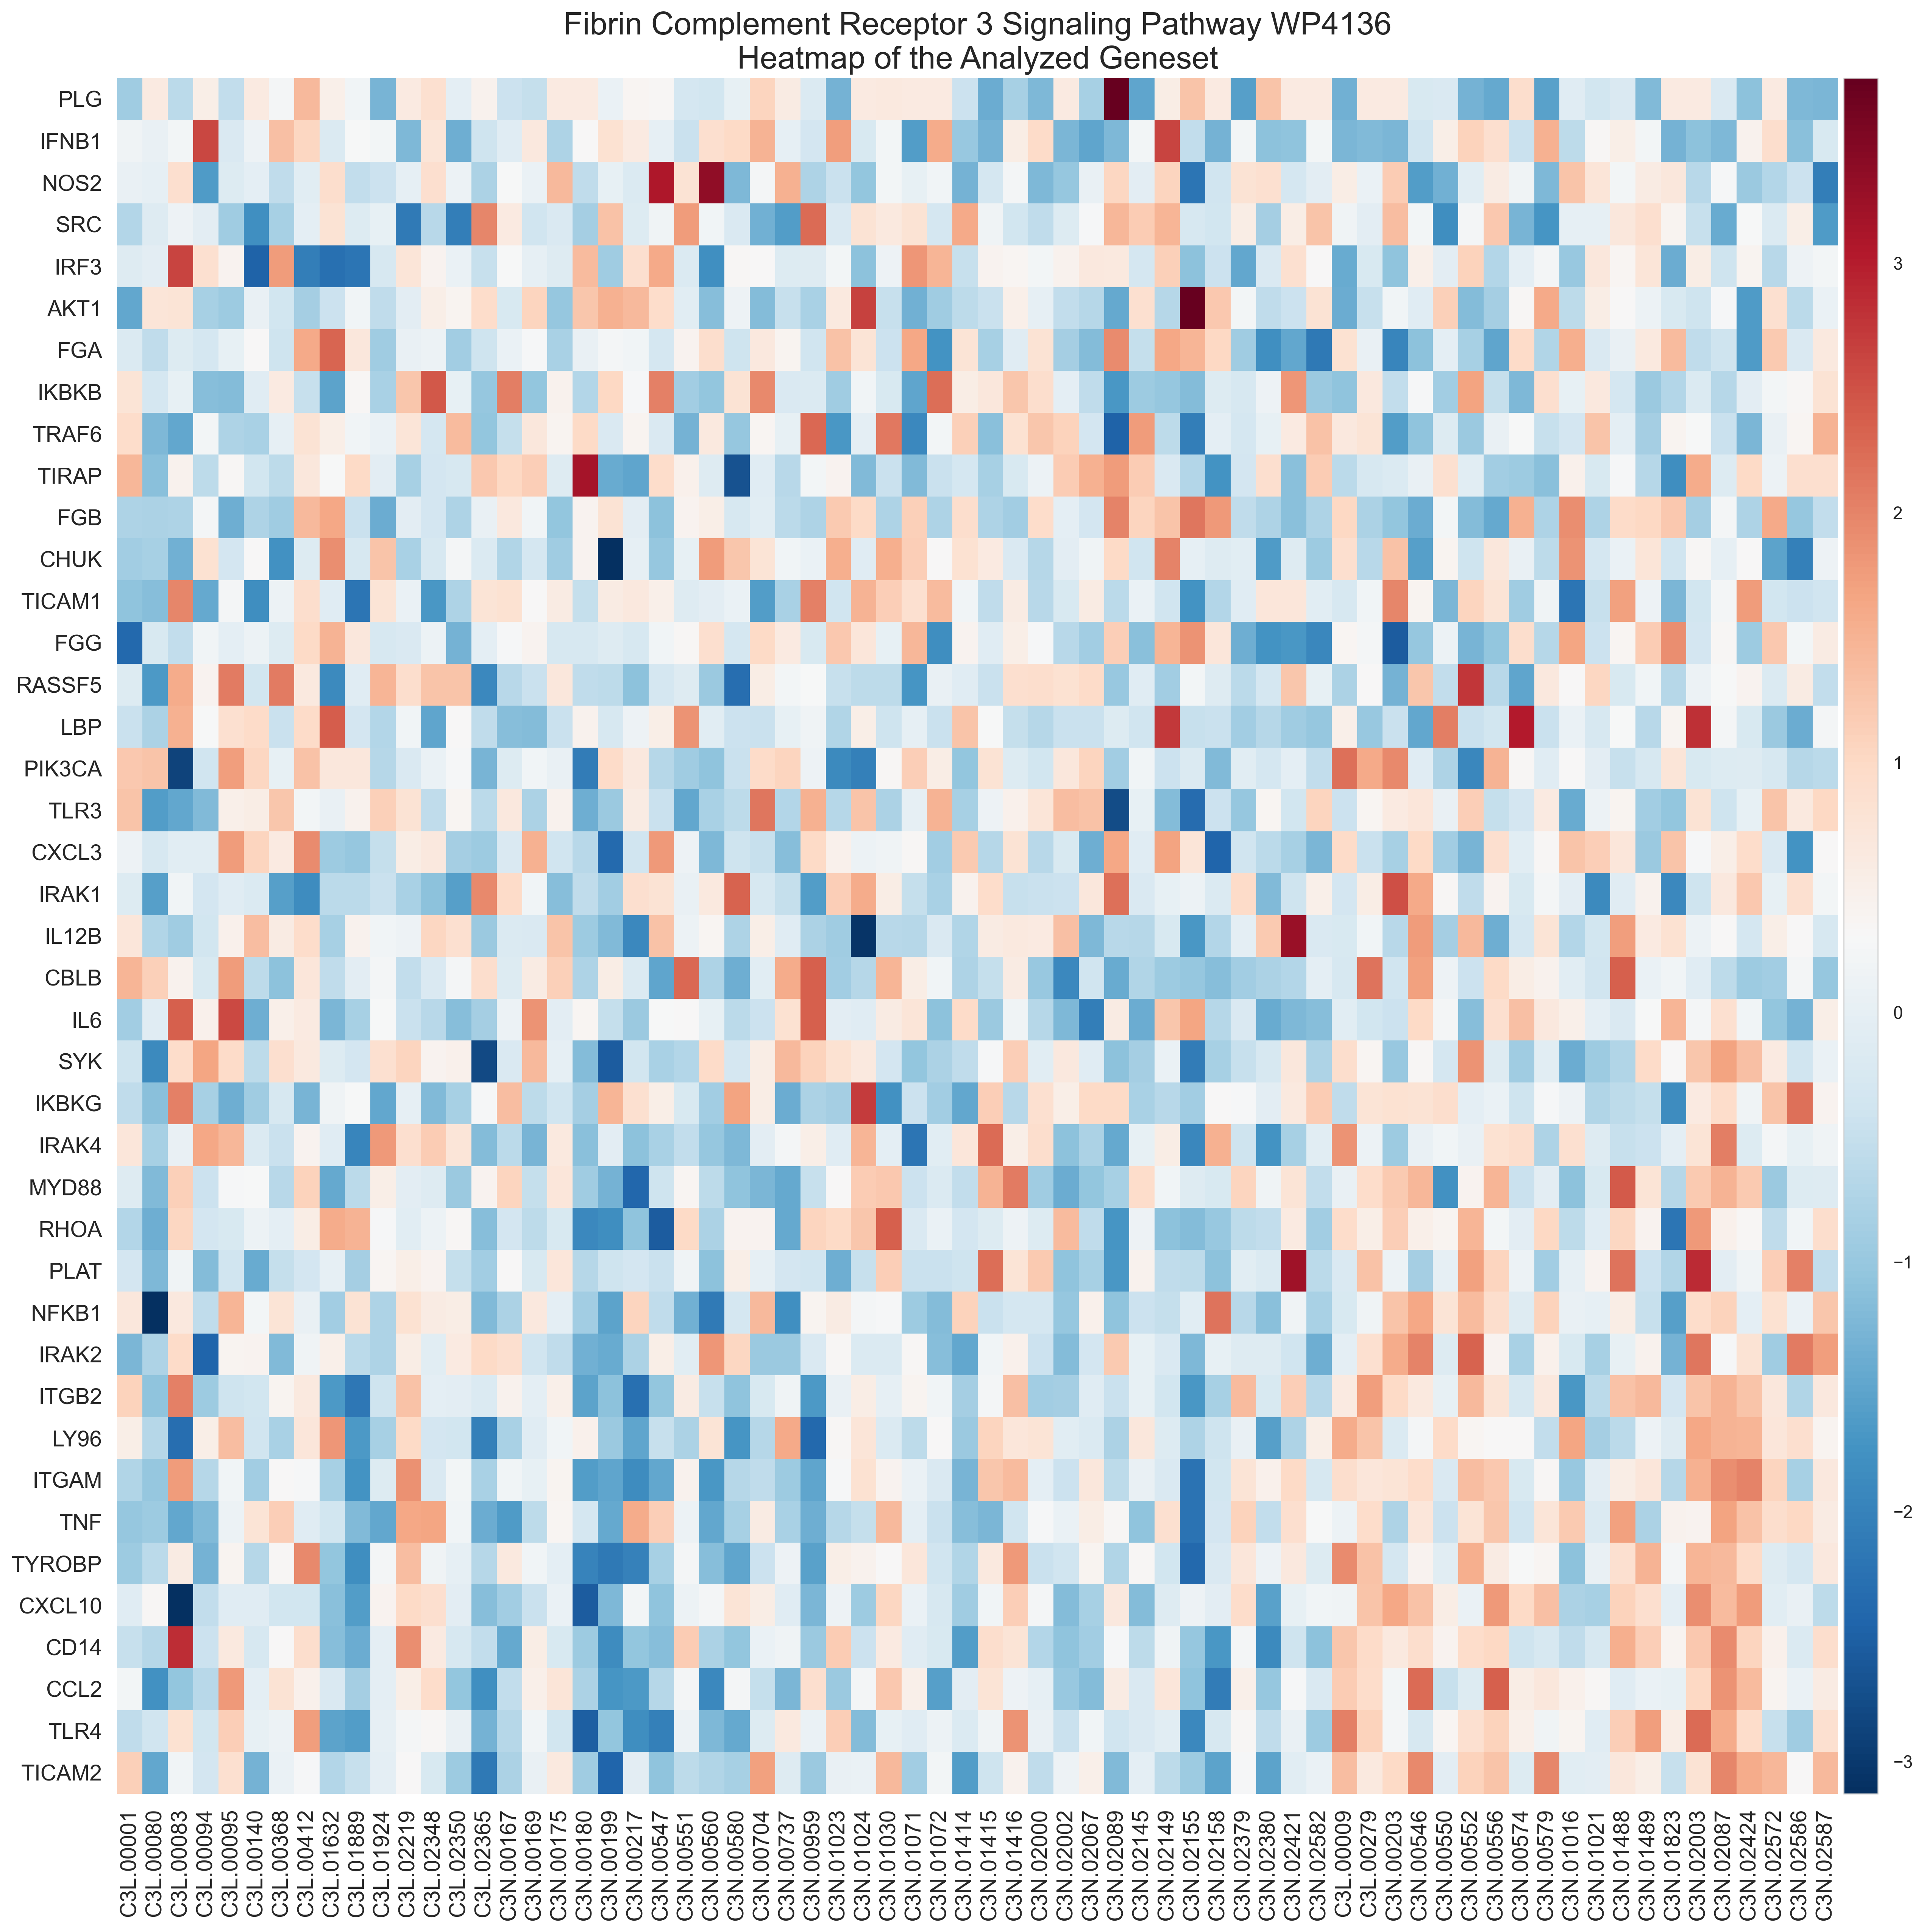 Fibrin Complement Receptor 3 Signaling Pathway WP4136
Heatmap of the Analyzed Geneset
PLG
IFNB1
NOS2
SRC
IRF3
AKT1
FGA
IKBKB
TRAF6
TIRAP
FGB
CHUK
TICAM1
FGG
RASSF5
LBP
PIK3CA
TLR3
CXCL3
IRAK1
IL12B
CBLB
IL6
SYK
IKBKG
IRAK4
MYD88
RHOA
PLAT
NFKB1
IRAK2
ITGB2
LY96
ITGAM
TNF
TYROBP
CXCL10
CD14
CCL2
TLR4
TICAM2
3
2
1
0
−1
−2
−3
C3L.00001
C3L.00080
C3L.00083
C3L.00094
C3L.00095
C3L.00140
C3L.00368
C3L.00412
C3L.01632
C3L.01889
C3L.01924
C3L.02219
C3L.02348
C3L.02350
C3L.02365
C3N.00167
C3N.00169
C3N.00175
C3N.00180
C3N.00199
C3N.00217
C3N.00547
C3N.00551
C3N.00560
C3N.00580
C3N.00704
C3N.00737
C3N.00959
C3N.01023
C3N.01024
C3N.01030
C3N.01071
C3N.01072
C3N.01414
C3N.01415
C3N.01416
C3N.02000
C3N.02002
C3N.02067
C3N.02089
C3N.02145
C3N.02149
C3N.02155
C3N.02158
C3N.02379
C3N.02380
C3N.02421
C3N.02582
C3L.00009
C3L.00279
C3N.00203
C3N.00546
C3N.00550
C3N.00552
C3N.00556
C3N.00574
C3N.00579
C3N.01016
C3N.01021
C3N.01488
C3N.01489
C3N.01823
C3N.02003
C3N.02087
C3N.02424
C3N.02572
C3N.02586
C3N.02587